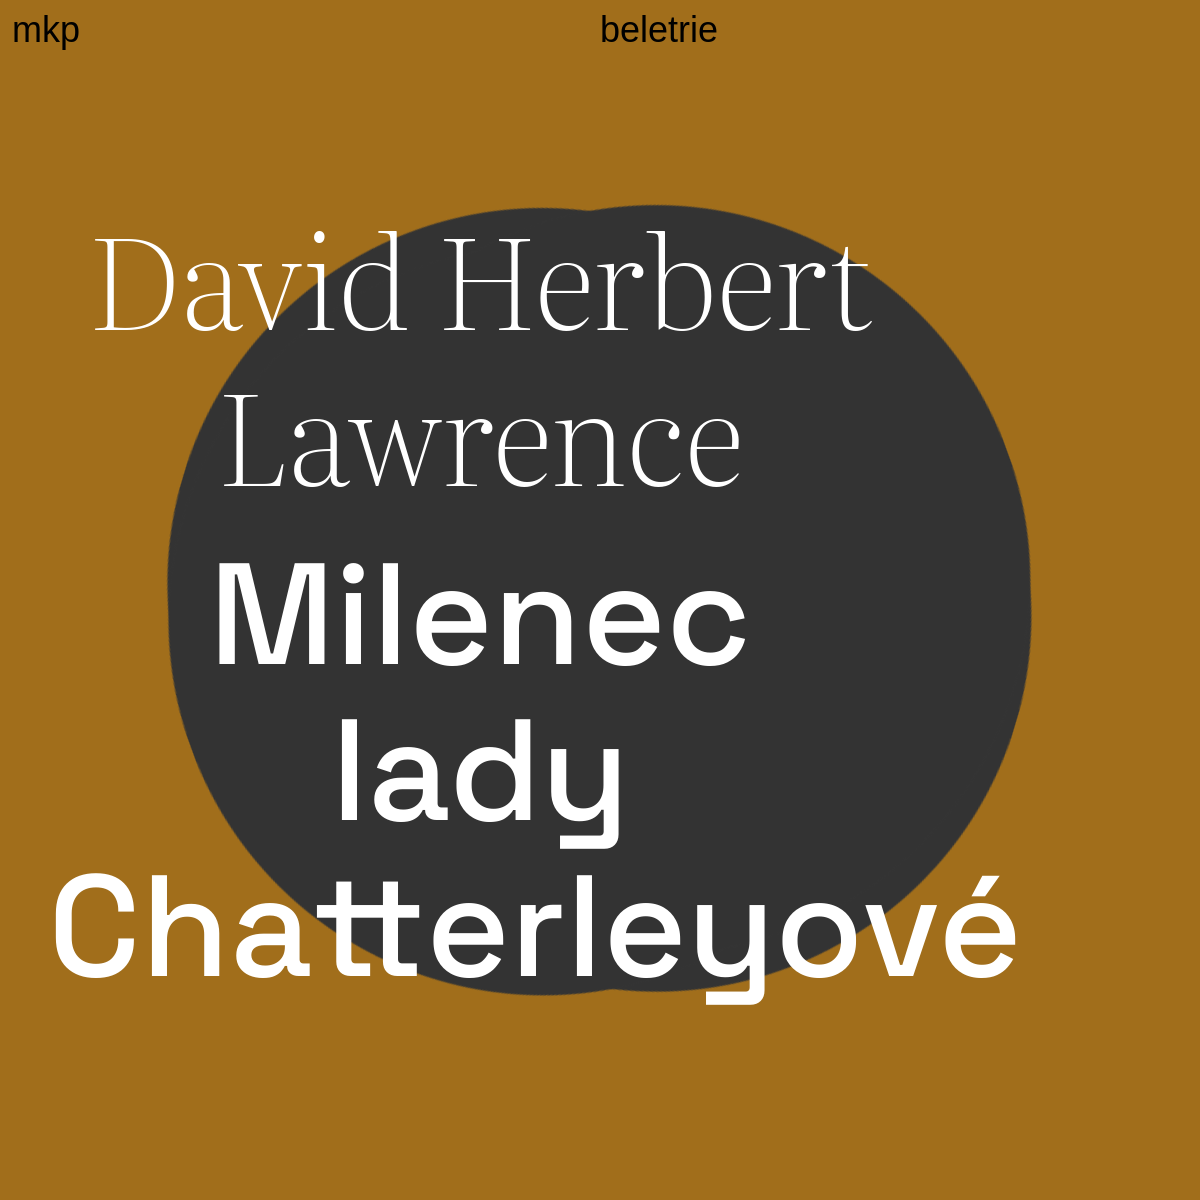 mkp
beletrie
David Herbert
Lawrence
Milenec
lady
Chatterleyové